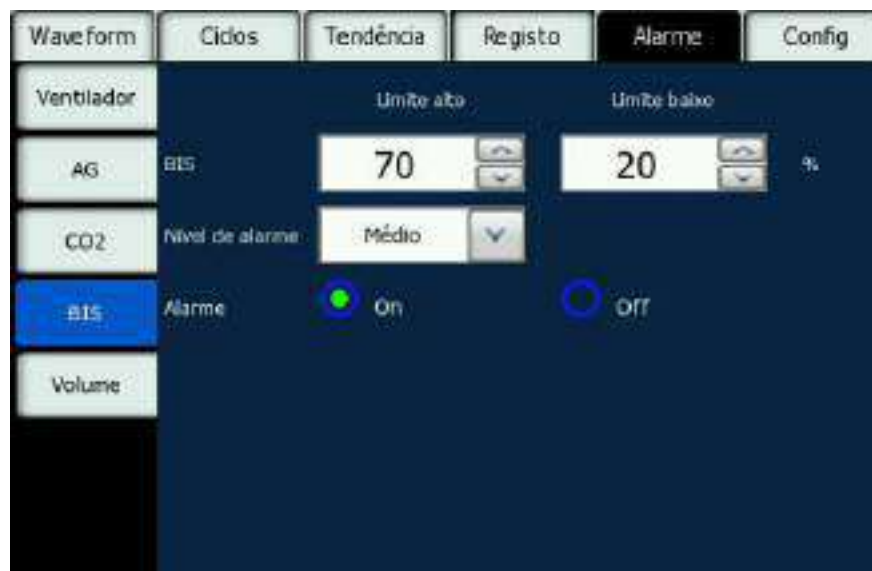 Waveform Ciclos Tendência Registo Alarme Config
Ventilador
Limite alto Limite baixo
AG
BIS 70 20 %
CO2
Nível de alarme Médio
BIS
Alarme On Off
Volume